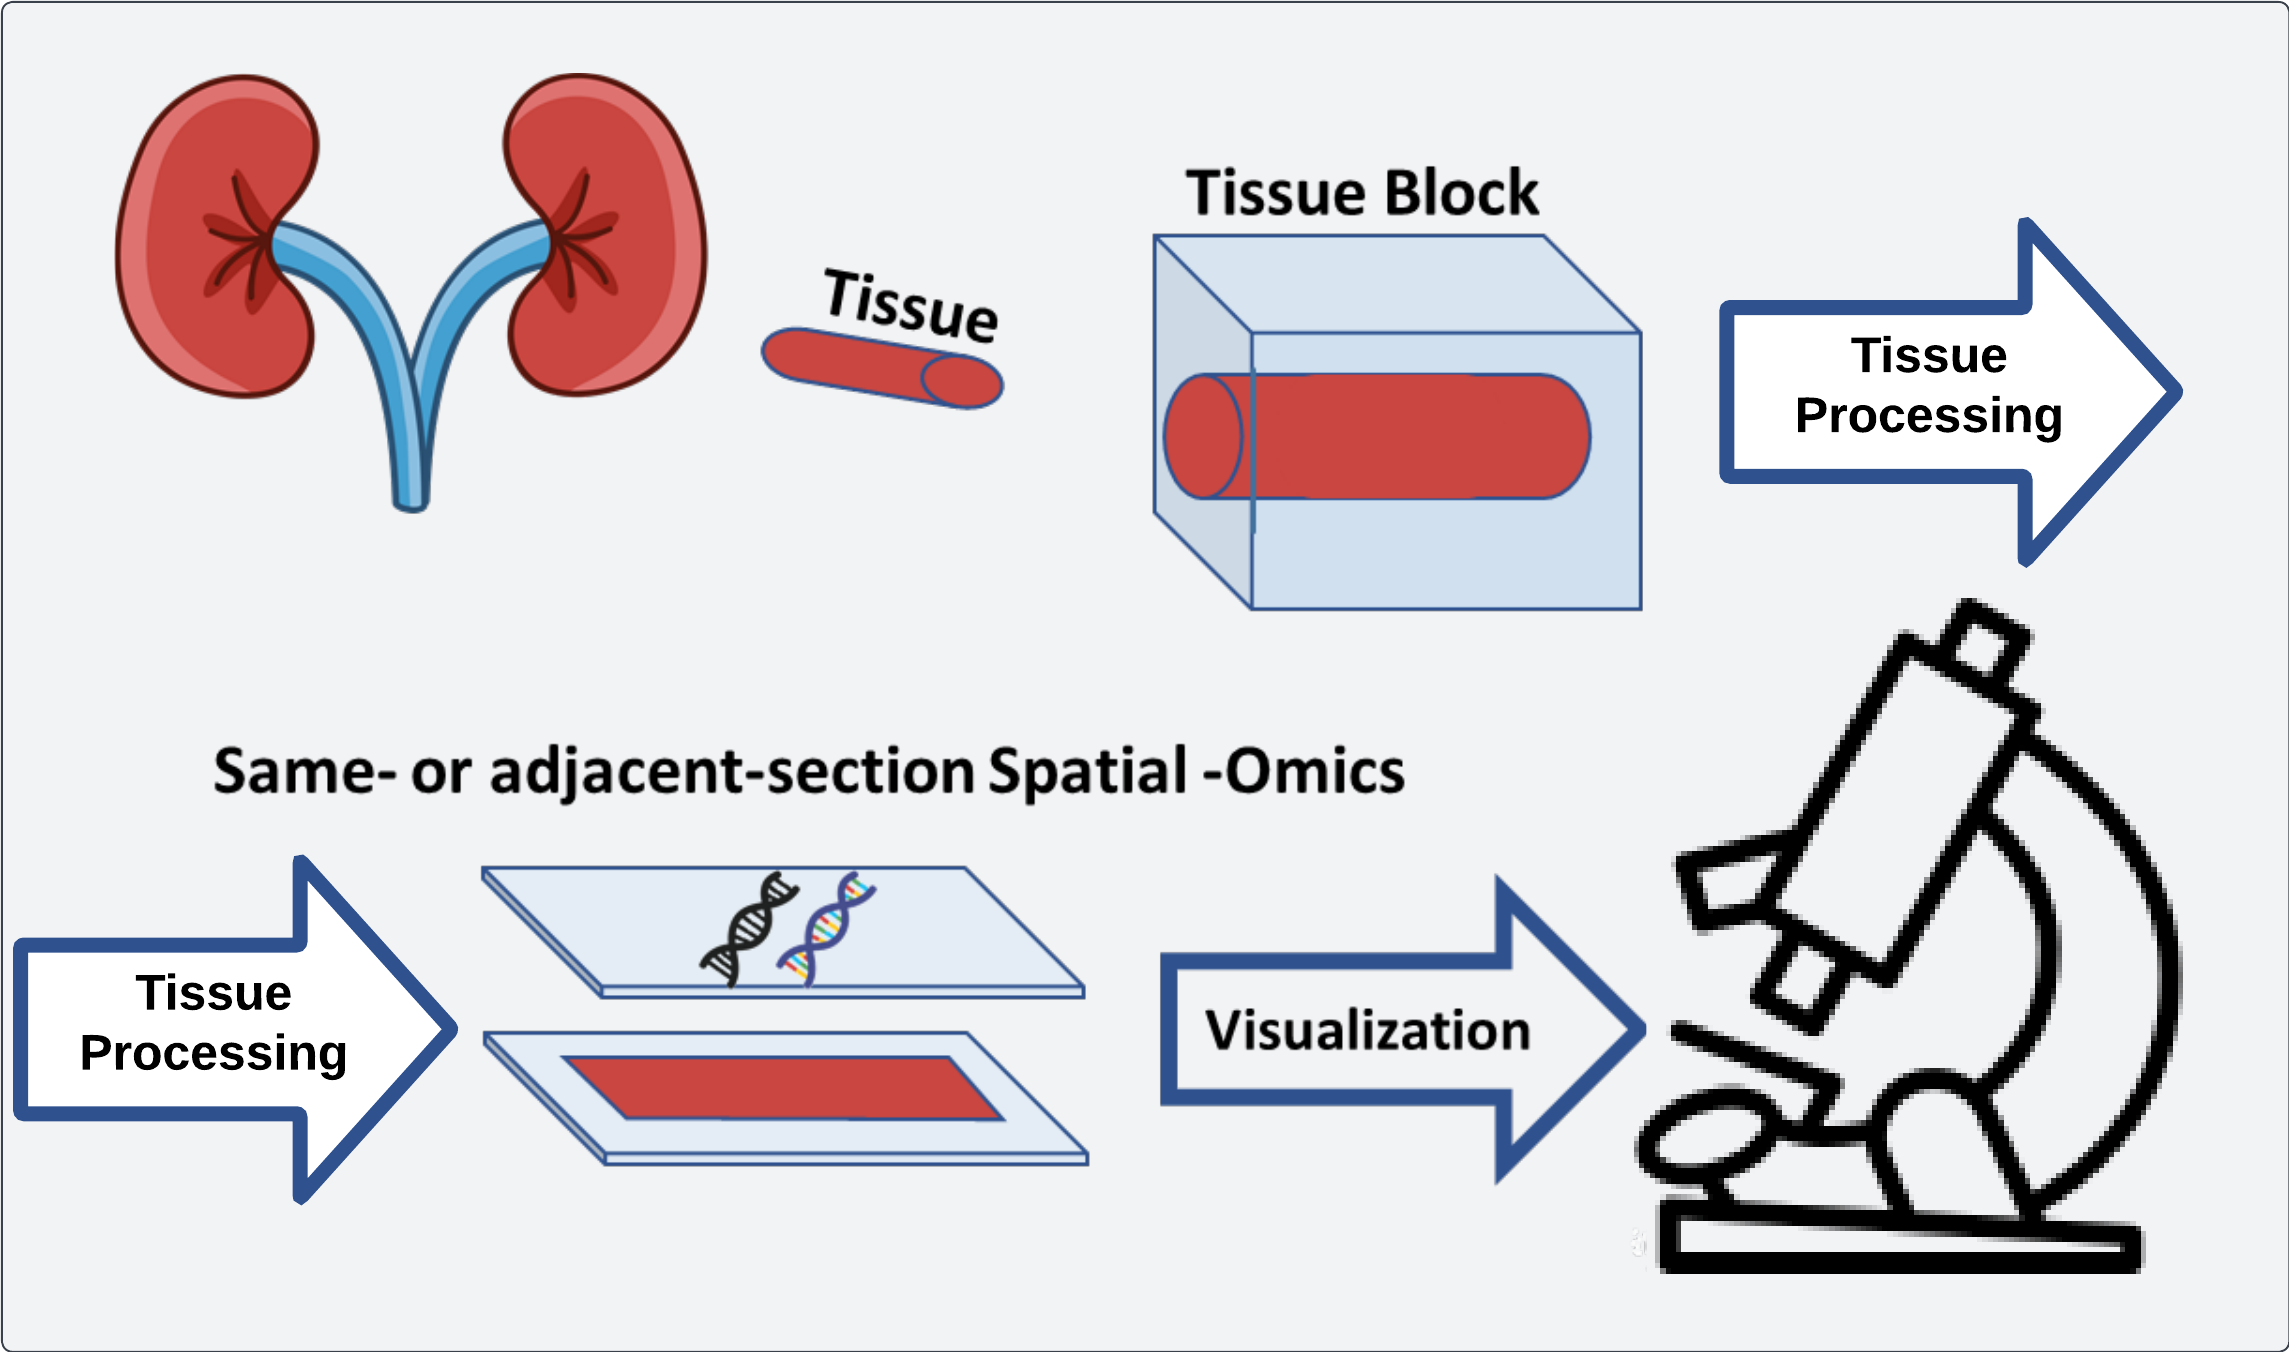 Tissue Block
Tissue
Tissue
Processing
Same- or adjacent-section Spatial -Omics
Tissue
Processing
Visualization